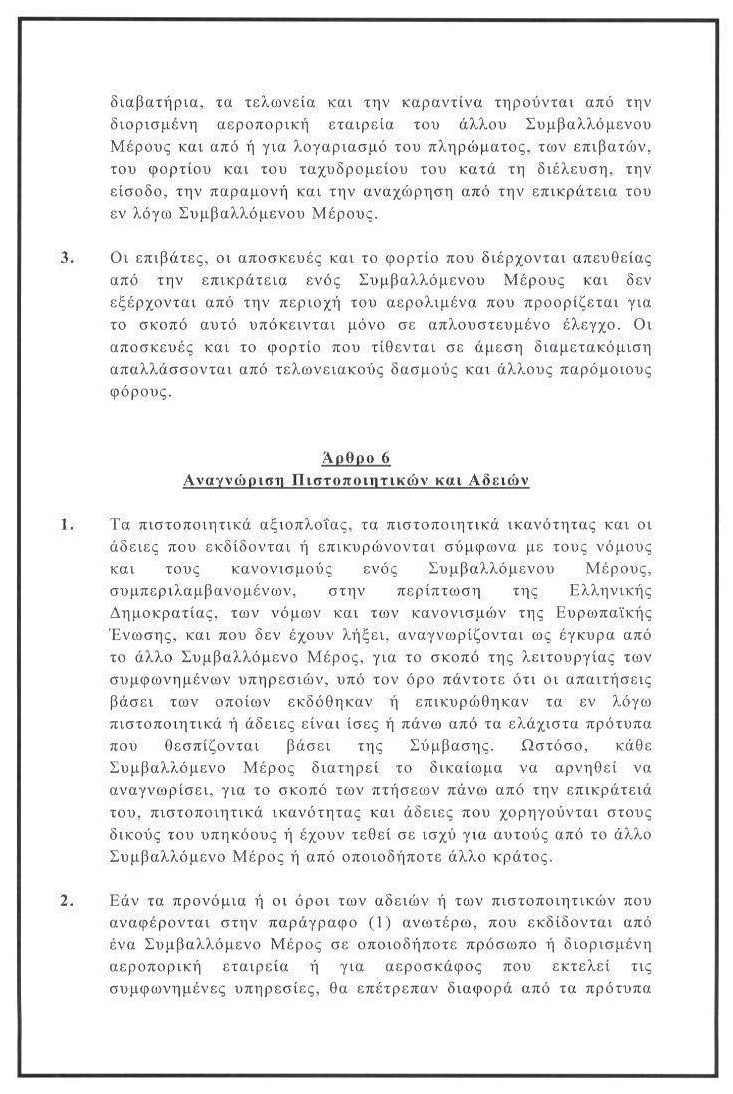 διαβατήρια, τα τελωνεία και την καραντίνα τηρούνται από την
διορισμένη αεροπορική εταιρεία του άλλου Συμβαλλόμενου
Μέρους και από ή για λογαριασμό του πληρώματος, των επιβατών,
του φορτίου και του ταχυδρομείου του κατά τη διέλευση, την
είσοδο, την παραμονή και την αναχώρηση από την επικράτεια του
εν λόγω Συμβαλλόμενου Μέρους.
3. Οι επιβάτες, οι αποσκευές και το φορτίο που διέρχονται απευθείας
από την επικράτεια ενός Συμβαλλόμενου Μέρους και δεν
εξέρχονται από την περιοχή του αερολιμένα που προορίζεται για
το σκοπό αυτό υπόκεινται μόνο σε απλουστευμένο έλεγχο. Οι
αποσκευές και το φορτίο που τίθενται σε άμεση διαμετακόμιση
απαλλάσσονται από τελωνειακούς δασμούς και άλλους παρόμοιους
φόρους.
Άρθρο 6
Αναγνώριση Πιστοποιητικών και Αδειών
1. Τα πιστοποιητικά αξιοπλοΐας, τα πιστοποιητικά ικανότητας και οι
άδειες που εκδίδονται ή επικυρώνονται σύμφωνα με τους νόμους
και τους κανονισμούς ενός Συμβαλλόμενου Μέρους,
συμπεριλαμβανομένων, στην περίπτωση της Ελληνικής
Δημοκρατίας, των νόμων και των κανονισμών της Ευρωπαϊκής
Ένωσης, και που δεν έχουν λήξει, αναγνωρίζονται ως έγκυρα από
το άλλο Συμβαλλόμενο Μέρος, για το σκοπό της λειτουργίας των
συμφωνημένων υπηρεσιών, υπό τον όρο πάντοτε ότι οι απαιτήσεις
βάσει των οποίων εκδόθηκαν ή επικυρώθηκαν τα εν λόγω
πιστοποιητικά ή άδειες είναι ίσες ή πάνω από τα ελάχιστα πρότυπα
που θεσπίζονται βάσει της Σύμβασης. Ωστόσο, κάθε
Συμβαλλόμενο Μέρος διατηρεί το δικαίωμα να αρνηθεί να
αναγνωρίσει, για το σκοπό των πτήσεων πάνω από την επικράτειά
του, πιστοποιητικά ικανότητας και άδειες που χορηγούνται στους
δικούς του υπηκόους ή έχουν τεθεί σε ισχύ για αυτούς από το άλλο
Συμβαλλόμενο Μέρος ή από οποιοδήποτε άλλο κράτος.
2. Εάν τα προνόμια ή οι όροι των αδειών ή των πιστοποιητικών που
αναφέρονται στην παράγραφο (1) ανωτέρω, που εκδίδονται από
ένα Συμβαλλόμενο Μέρος σε οποιοδήποτε πρόσωπο ή διορισμένη
αεροπορική εταιρεία ή για αεροσκάφος που εκτελεί τις
συμφωνημένες υπηρεσίες, θα επέτρεπαν διαφορά από τα πρότυπα